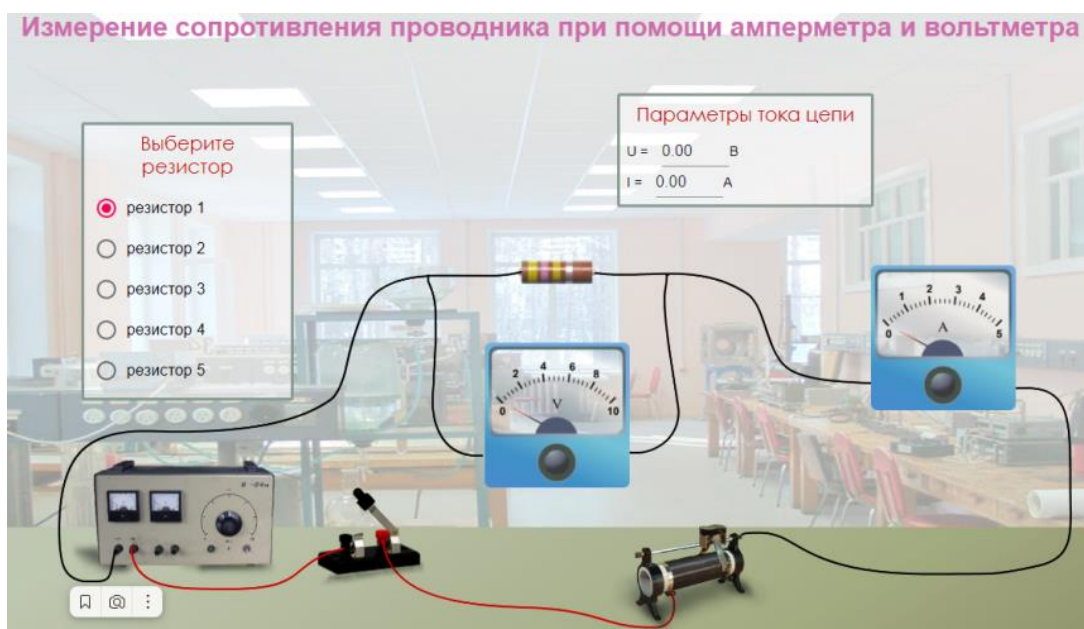 Измерение сопротивления проводника при помощи амперметра и вольтметра
Выберите
резистор
резистор 1
резистор 2
резистор 3
резистор 4
резистор 5
Параметры тока цепи
U = 0.00 В
I = 0.00 А
0 1 2 3 4 5
A
0 2 4 6 8 10
V